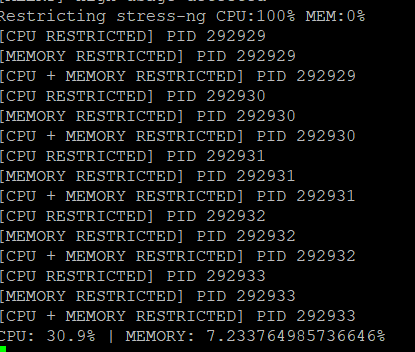 Restricting stress-ng CPU:100% MEM:0%
[CPU RESTRICTED] PID 292929
[MEMORY RESTRICTED] PID 292929
[CPU + MEMORY RESTRICTED] PID 292929
[CPU RESTRICTED] PID 292930
[MEMORY RESTRICTED] PID 292930
[CPU + MEMORY RESTRICTED] PID 292930
[CPU RESTRICTED] PID 292931
[MEMORY RESTRICTED] PID 292931
[CPU + MEMORY RESTRICTED] PID 292931
[CPU RESTRICTED] PID 292932
[MEMORY RESTRICTED] PID 292932
[CPU + MEMORY RESTRICTED] PID 292932
[CPU RESTRICTED] PID 292933
[MEMORY RESTRICTED] PID 292933
[CPU + MEMORY RESTRICTED] PID 292933
CPU: 30.9% | MEMORY: 7.233764985736646%